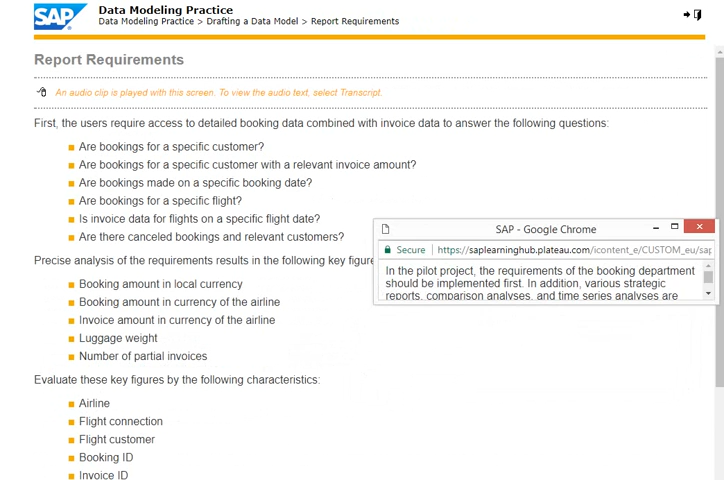 SAP
Data Modeling Practice
Data Modeling Practice > Drafting a Data Model > Report Requirements
Report Requirements
An audio clip is played with this screen. To view the audio text, select Transcript.
First, the users require access to detailed booking data combined with invoice data to answer the following questions:
Are bookings for a specific customer?
Are bookings for a specific customer with a relevant invoice amount?
Are bookings made on a specific booking date?
Are bookings for a specific flight?
Is invoice data for flights on a specific flight date?
Are there canceled bookings and relevant customers?
Precise analysis of the requirements results in the following key figure
Booking amount in local currency
Booking amount in currency of the airline
Invoice amount in currency of the airline
Luggage weight
Number of partial invoices
Evaluate these key figures by the following characteristics:
Airline
Flight connection
Flight customer
Booking ID
Invoice ID
SAP - Google Chrome
Secure https://saplearninghub.plateau.com/icontent_e/CUSTOM_eu/sap
In the pilot project, the requirements of the booking department
should be implemented first. In addition, various strategic
reports, comparison analyses, and time series analyses are